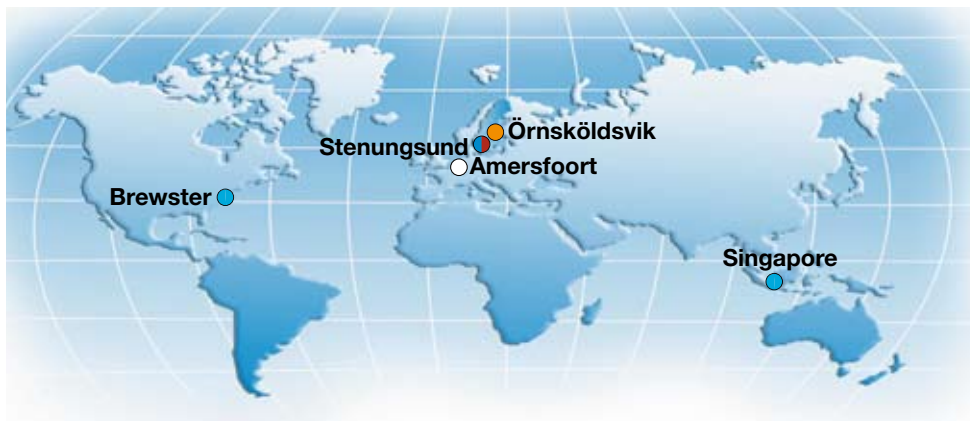 Örnsköldsvik
Stenungsund
Amersfoort
Brewster
Singapore